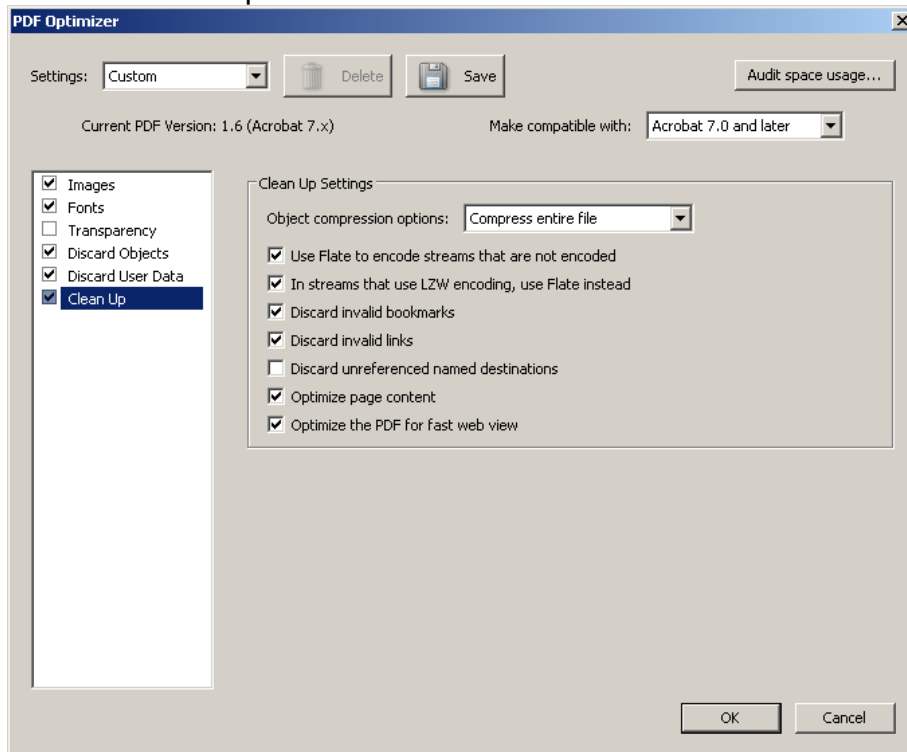 PDF Optimizer
Settings: Custom Delete Save Audit space usage...
Current PDF Version: 1.6 (Acrobat 7.x) Make compatible with: Acrobat 7.0 and later
Images
Fonts
Transparency
Discard Objects
Discard User Data
Clean Up
Clean Up Settings
Object compression options: Compress entire file
Use Flate to encode streams that are not encoded
In streams that use LZW encoding, use Flate instead
Discard invalid bookmarks
Discard invalid links
Discard unreferenced named destinations
Optimize page content
Optimize the PDF for fast web view
OK Cancel